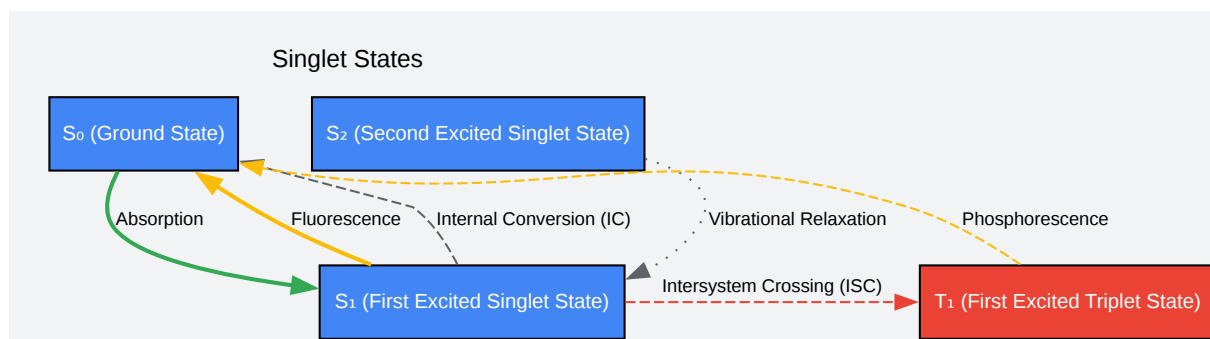 Singlet States
S₀ (Ground State)
S₂ (Second Excited Singlet State)
Absorption
Fluorescence
Internal Conversion (IC)
Vibrational Relaxation
Phosphorescence
Intersystem Crossing (ISC)
S₁ (First Excited Singlet State)
T₁ (First Excited Triplet State)